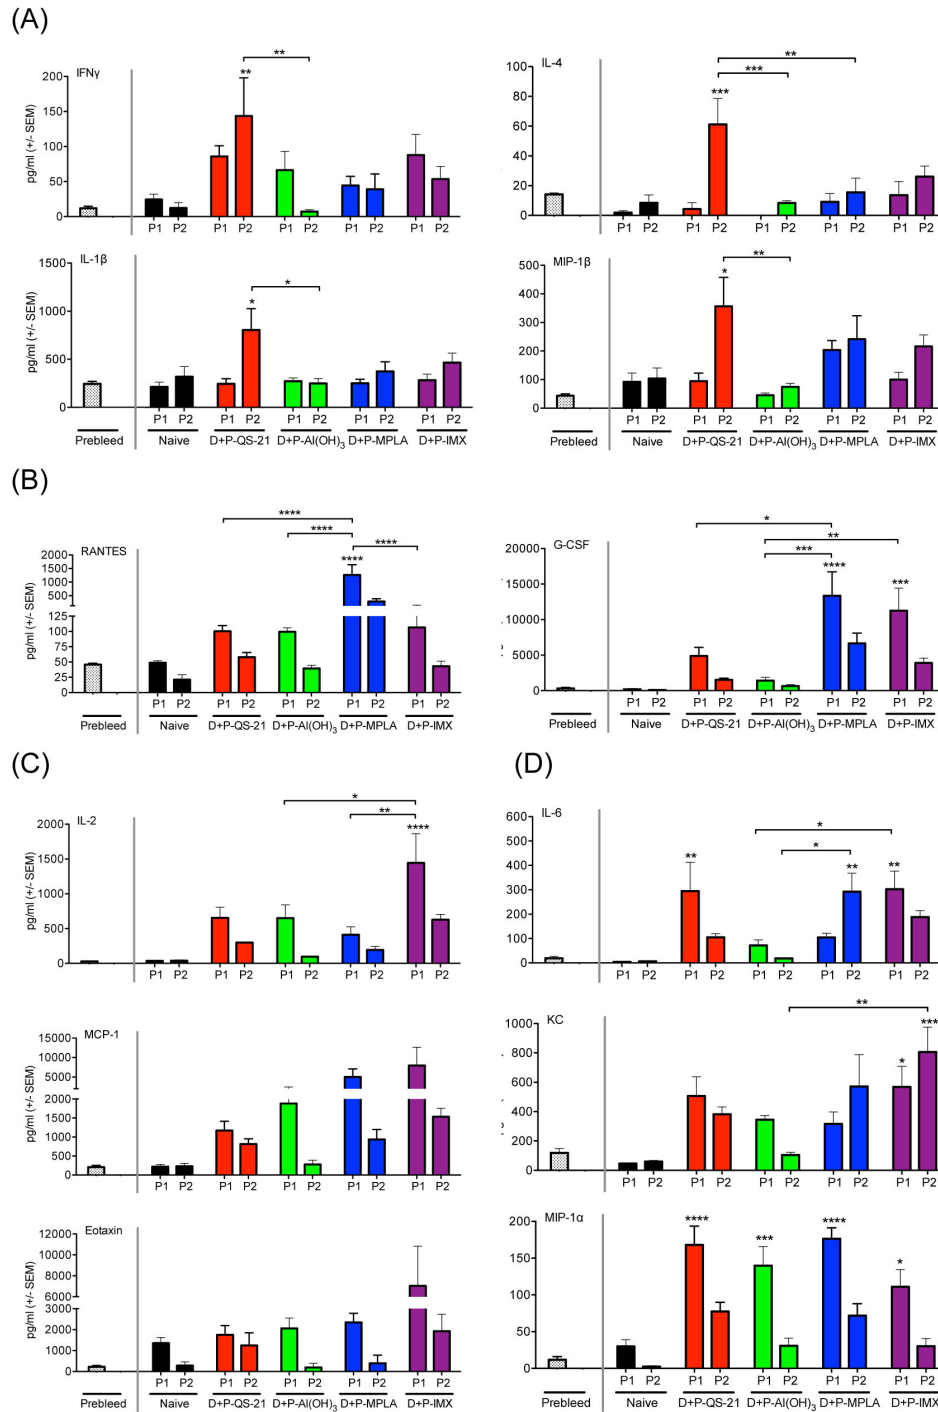 (A)
IFNγ
pg/ml (+/- SEM)
200
150
100
50
0
P1 P2 P1 P2 P1 P2 P1 P2 P1 P2
**
**
IL-4
100
80
60
40
20
0
P1 P2 P1 P2 P1 P2 P1 P2 P1 P2
**
***
***
IL-1β
pg/ml (+/- SEM)
1500
1000
500
0
P1 P2 P1 P2 P1 P2 P1 P2 P1 P2
Prebleed Naive D+P-QS-21 D+P-Al(OH)3 D+P-MPLA D+P-IMX
*
*
MIP-1β
500
400
300
200
100
0
P1 P2 P1 P2 P1 P2 P1 P2 P1 P2
Prebleed Naive D+P-QS-21 D+P-Al(OH)3 D+P-MPLA D+P-IMX
**
*
(B)
RANTES
pg/ml (+/- SEM)
2000
1500
1000
500
125
100
75
50
25
0
P1 P2 P1 P2 P1 P2 P1 P2 P1 P2
Prebleed Naive D+P-QS-21 D+P-Al(OH)3 D+P-MPLA D+P-IMX
****
****
****
****
G-CSF
20000
15000
10000
5000
0
P1 P2 P1 P2 P1 P2 P1 P2 P1 P2
Prebleed Naive D+P-QS-21 D+P-Al(OH)3 D+P-MPLA D+P-IMX
*
**
***
****
***
(C)
IL-2
pg/ml (+/- SEM)
2000
1500
1000
500
0
P1 P2 P1 P2 P1 P2 P1 P2 P1 P2
*
**
****
MCP-1
pg/ml (+/- SEM)
15000
10000
5000
2000
2000
1500
1000
500
0
P1 P2 P1 P2 P1 P2 P1 P2 P1 P2
Eotaxin
pg/ml (+/- SEM)
12000
10000
8000
6000
3000
2000
1000
0
P1 P2 P1 P2 P1 P2 P1 P2 P1 P2
Prebleed Naive D+P-QS-21 D+P-Al(OH)3 D+P-MPLA D+P-IMX
(D)
IL-6
600
500
400
300
200
100
0
P1 P2 P1 P2 P1 P2 P1 P2 P1 P2
*
*
**
**
**
KC
1000
800
600
400
200
0
P1 P2 P1 P2 P1 P2 P1 P2 P1 P2
**
***
*
MIP-1α
200
150
100
50
0
P1 P2 P1 P2 P1 P2 P1 P2 P1 P2
Prebleed Naive D+P-QS-21 D+P-Al(OH)3 D+P-MPLA D+P-IMX
****
***
****
*